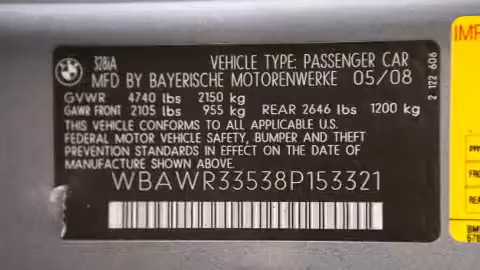 BMW
328iA VEHICLE TYPE: PASSENGER CAR
MFD BY BAYERISCHE MOTORENWERKE 05/08
GVWR 4740 lbs 2150 kg
GAWR FRONT 2105 lbs 955 kg REAR 2646 lbs 1200 kg
THIS VEHICLE CONFORMS TO ALL APPLICABLE U.S.
FEDERAL MOTOR VEHICLE SAFETY, BUMPER AND THEFT
PREVENTION STANDARDS IN EFFECT ON THE DATE OF
MANUFACTURE SHOWN ABOVE.
WBAWR33538P153321
2 122 606